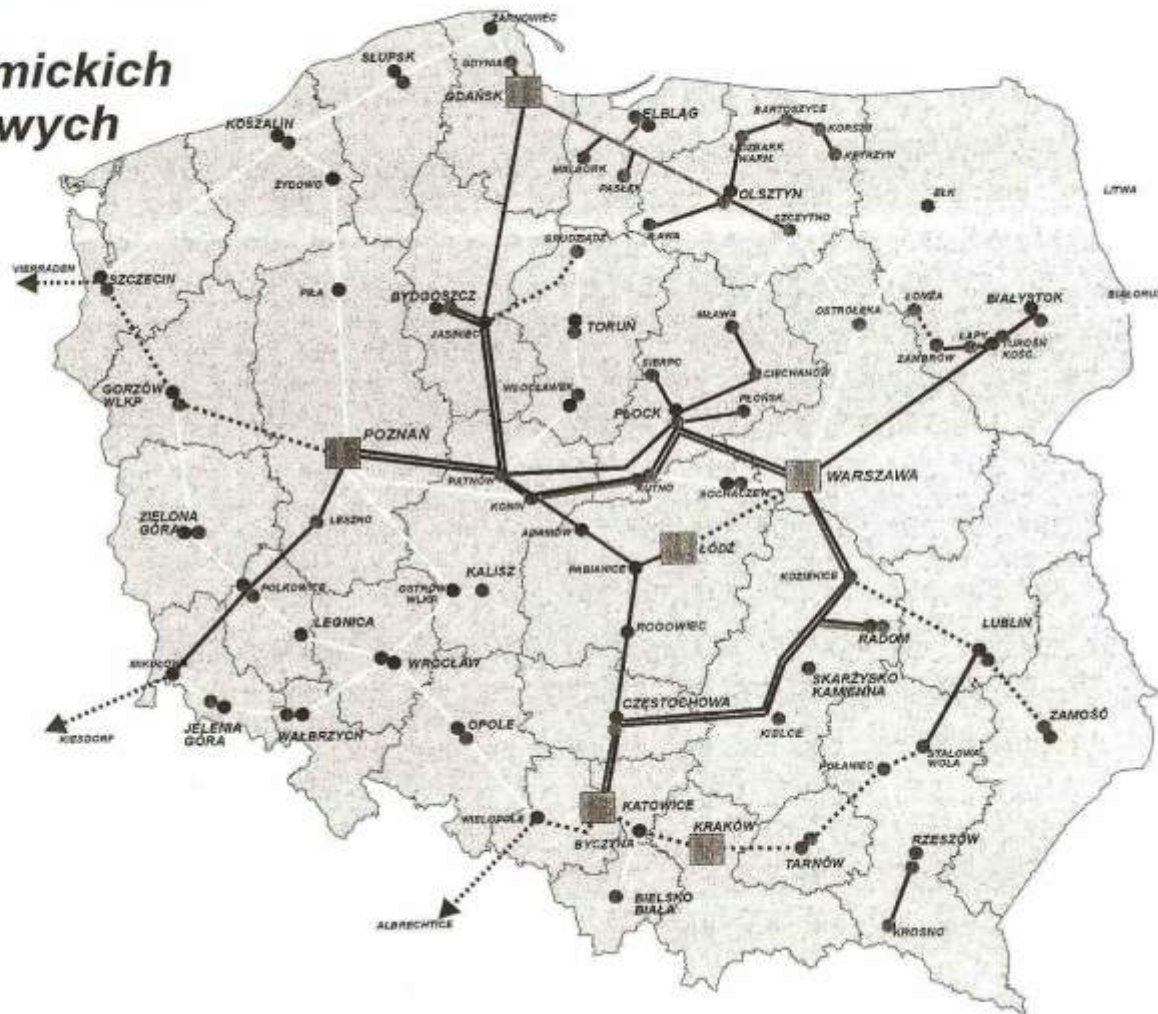 mickich
wych
ŻARNOWIEC
SŁUPSK
GDYNIA
GDAŃSK
KOSZALIN
ELBLĄG
BARTOSZYCE
KORSZE
LIDZBARK
WARM.
KĘTRZYN
MALBORK
PASŁĘK
ŻYDOWO
OLSZTYN
EŁK
LITWA
SZCZYTNO
IŁAWA
GRUDZIĄDZ
VIERRADEN
SZCZECIN
PIŁA
BYDGOSZCZ
JASINIEC
TORUŃ
MŁAWA
OSTROŁĘKA
ŁOMŻA
BIAŁYSTOK
BIAŁORUŚ
ŁAPY
TUROŚŃ
KOŚC.
ZAMBRÓW
SIERPC
CIECHANÓW
GORZÓW
WLKP
WŁOCŁAWEK
PŁOCK
PŁOŃSK
POZNAŃ
PĄTNÓW
KUTNO
SOCHACZEW
WARSZAWA
KONIN
ZIELONA
GÓRA
LESZNO
ADAMÓW
ŁÓDŹ
PABIANICE
KOZIENICE
POLKOWICE
OSTRÓW
WLKP.
KALISZ
LEGNICA
ROGOWIEC
RADOM
LUBLIN
MIKUŁOWA
WROCŁAW
SKARŻYSKO
KAMIENNA
CZĘSTOCHOWA
ZAMOŚĆ
KIESDORF
JELENIA
GÓRA
WAŁBRZYCH
OPOLE
KIELCE
STALOWA
WOLA
POŁANIEC
WIELOPOLE
KATOWICE
BYCZYNA
KRAKÓW
TARNÓW
RZESZÓW
BIELSKO
BIAŁA
ALBRECHTICE
KROSNO